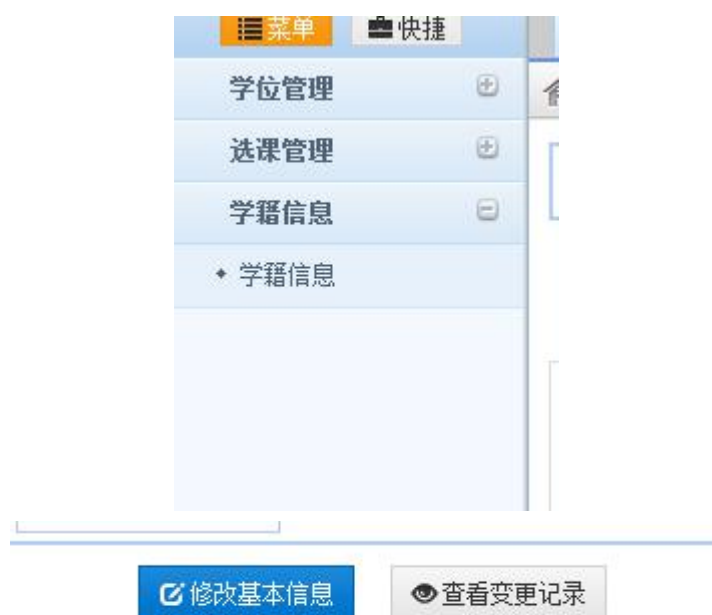 菜单 快捷
学位管理
选课管理
学籍信息
学籍信息
修改基本信息 查看变更记录